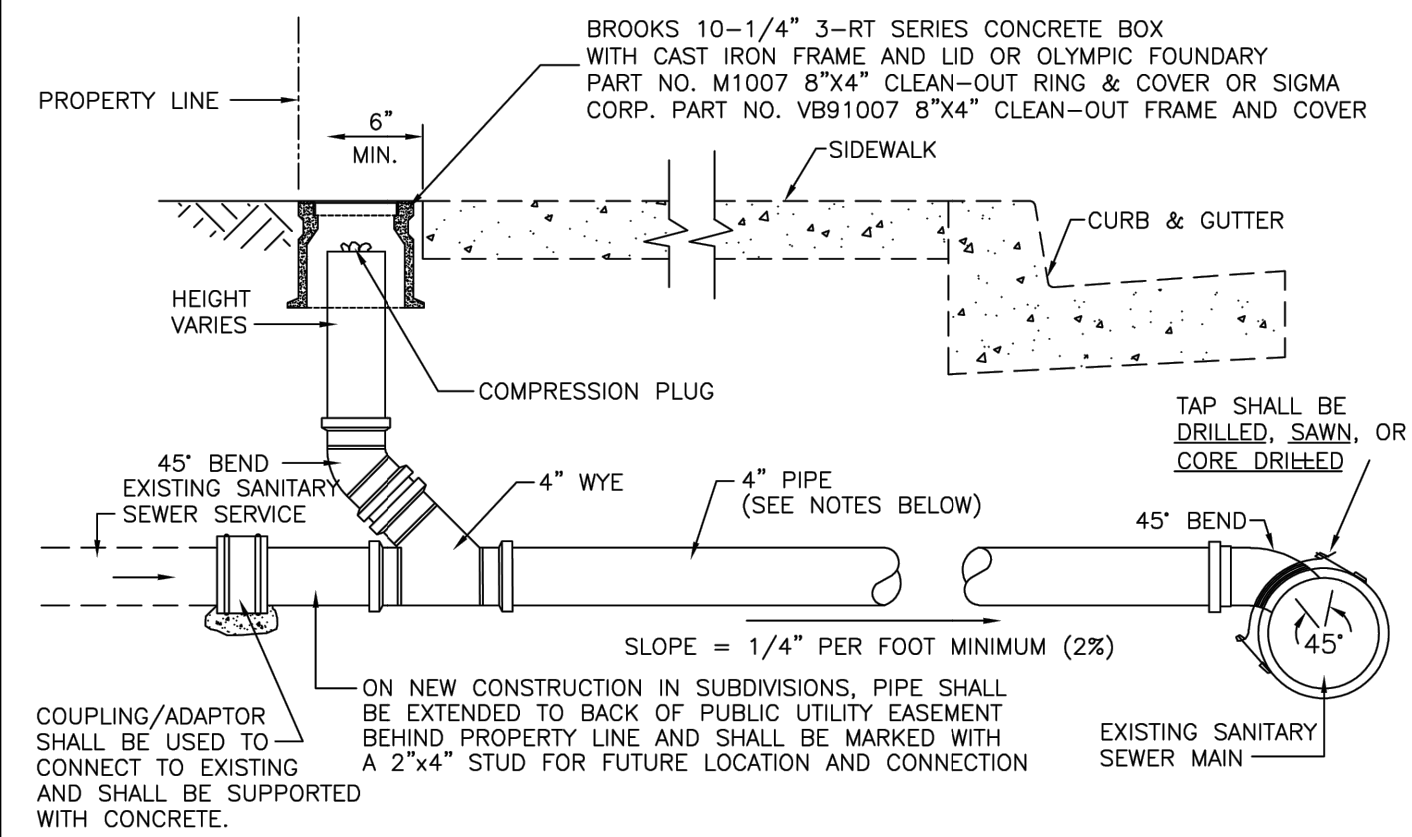 BROOKS 10-1/4" 3-RT SERIES CONCRETE BOX
WITH CAST IRON FRAME AND LID OR OLYMPIC FOUNDARY
PART NO. M1007 8"X4" CLEAN-OUT RING & COVER OR SIGMA
CORP. PART NO. VB91007 8"X4" CLEAN-OUT FRAME AND COVER
PROPERTY LINE
6"
MIN.
SIDEWALK
CURB & GUTTER
HEIGHT
VARIES
COMPRESSION PLUG
TAP SHALL BE
DRILLED, SAWN, OR
CORE DRILLED
45° BEND
EXISTING SANITARY
SEWER SERVICE
4" WYE
4" PIPE
(SEE NOTES BELOW)
45° BEND
45°
SLOPE = 1/4" PER FOOT MINIMUM (2%)
ON NEW CONSTRUCTION IN SUBDIVISIONS, PIPE SHALL
BE EXTENDED TO BACK OF PUBLIC UTILITY EASEMENT
BEHIND PROPERTY LINE AND SHALL BE MARKED WITH
A 2"x4" STUD FOR FUTURE LOCATION AND CONNECTION
COUPLING/ADAPTOR
SHALL BE USED TO
CONNECT TO EXISTING
AND SHALL BE SUPPORTED
WITH CONCRETE.
EXISTING SANITARY
SEWER MAIN